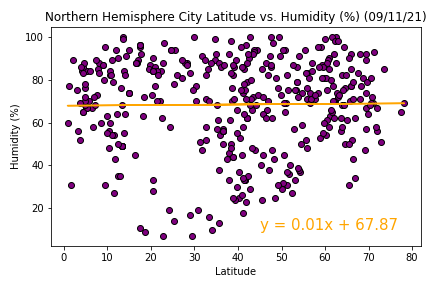 Northern Hemisphere City Latitude vs. Humidity (%) (09/11/21)
100
80
60
40
20
Humidity (%)
y = 0.01x + 67.87
0 10 20 30 40 50 60 70 80
Latitude